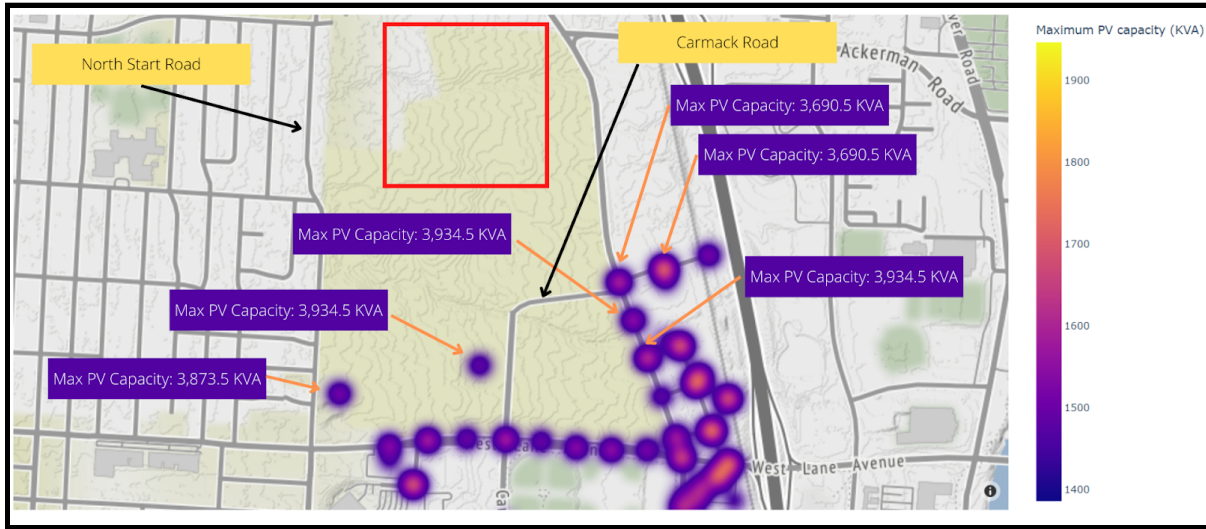 Maximum PV capacity (KVA)
North Start Road
Carmack Road
Ackerman Road
ver Road
Max PV Capacity: 3,690.5 KVA
Max PV Capacity: 3,690.5 KVA
Max PV Capacity: 3,934.5 KVA
Max PV Capacity: 3,934.5 KVA
Max PV Capacity: 3,934.5 KVA
Max PV Capacity: 3,873.5 KVA
West Lane Avenue
1900
1800
1700
1600
1500
1400